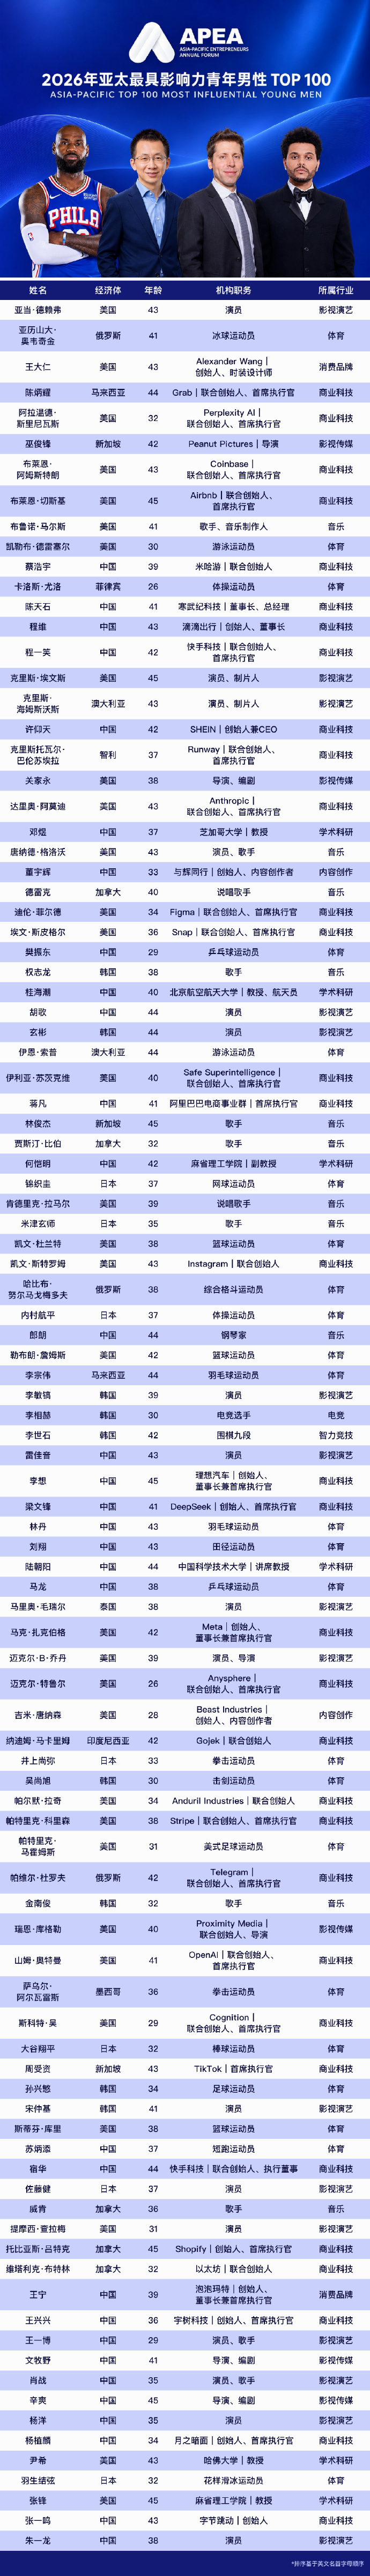 APEA
ASIA-PACIFIC ENTREPRENEURS
ANNUAL FORUM
2026年亚太最具影响力青年男性 TOP 100
ASIA-PACIFIC TOP 100 MOST INFLUENTIAL YOUNG MEN
PHILA
姓名 经济体 年龄 机构职务 所属行业
亚当·德赖弗 美国 43 演员 影视演艺
亚历山大·奥韦奇金 俄罗斯 41 冰球运动员 体育
王大仁 美国 43 Alexander Wang｜创始人、时装设计师 消费品牌
陈炳耀 马来西亚 44 Grab｜联合创始人、首席执行官 商业科技
阿拉温德·斯里尼瓦斯 美国 32 Perplexity AI｜联合创始人、首席执行官 商业科技
巫俊锋 新加坡 42 Peanut Pictures｜导演 影视传媒
布莱恩·阿姆斯特朗 美国 43 Coinbase｜联合创始人、首席执行官 商业科技
布莱恩·切斯基 美国 45 Airbnb｜联合创始人、首席执行官 商业科技
布鲁诺·马尔斯 美国 41 歌手、音乐制作人 音乐
凯勒布·德雷塞尔 美国 30 游泳运动员 体育
蔡浩宇 中国 39 米哈游｜联合创始人 商业科技
卡洛斯·尤洛 菲律宾 26 体操运动员 体育
陈天石 中国 41 寒武纪科技｜董事长、总经理 商业科技
程维 中国 43 滴滴出行｜创始人、董事长 商业科技
程一笑 中国 42 快手科技｜联合创始人、首席执行官 商业科技
克里斯·埃文斯 美国 45 演员、制片人 影视演艺
克里斯·海姆斯沃斯 澳大利亚 43 演员、制片人 影视演艺
许仰天 中国 42 SHEIN｜创始人兼CEO 商业科技
克里斯托瓦尔·巴伦苏埃拉 智利 37 Runway｜联合创始人、首席执行官 商业科技
关家永 美国 38 导演、编剧 影视传媒
达里奥·阿莫迪 美国 43 Anthropic｜联合创始人、首席执行官 商业科技
邓煜 中国 37 芝加哥大学｜教授 学术科研
唐纳德·格洛沃 美国 43 演员、歌手 音乐
董宇辉 中国 33 与辉同行｜创始人、内容创作者 内容创作
德雷克 加拿大 40 说唱歌手 音乐
迪伦·菲尔德 美国 34 Figma｜联合创始人、首席执行官 商业科技
埃文·斯皮格尔 美国 36 Snap｜联合创始人、首席执行官 商业科技
樊振东 中国 29 乒乓球运动员 体育
权志龙 韩国 38 歌手 音乐
桂海潮 中国 40 北京航空航天大学｜教授、航天员 学术科研
胡歌 中国 44 演员 影视演艺
玄彬 韩国 44 演员 影视演艺
伊恩·索普 澳大利亚 44 游泳运动员 体育
伊利亚·苏茨克维 美国 40 Safe Superintelligence｜联合创始人、首席执行官 商业科技
蒋凡 中国 41 阿里巴巴电商事业群｜首席执行官 商业科技
林俊杰 新加坡 45 歌手 音乐
贾斯汀·比伯 加拿大 32 歌手 音乐
何恺明 中国 42 麻省理工学院｜副教授 学术科研
锦织圭 日本 37 网球运动员 体育
肯德里克·拉马尔 美国 39 说唱歌手 音乐
米津玄师 日本 35 歌手 音乐
凯文·杜兰特 美国 38 篮球运动员 体育
凯文·斯特罗姆 美国 43 Instagram｜联合创始人 商业科技
哈比布·努尔马戈梅多夫 俄罗斯 38 综合格斗运动员 体育
内村航平 日本 37 体操运动员 体育
郎朗 中国 44 钢琴家 音乐
勒布朗·詹姆斯 美国 42 篮球运动员 体育
李宗伟 马来西亚 44 羽毛球运动员 体育
李敏镐 韩国 39 演员 影视演艺
李相赫 韩国 30 电竞选手 电竞
李世石 韩国 42 围棋九段 智力竞技
雷佳音 中国 43 演员 影视演艺
李想 中国 45 理想汽车｜创始人、董事长兼首席执行官 商业科技
梁文锋 中国 41 DeepSeek｜创始人、首席执行官 商业科技
林丹 中国 43 羽毛球运动员 体育
刘翔 中国 43 田径运动员 体育
陆朝阳 中国 44 中国科学技术大学｜讲席教授 学术科研
马龙 中国 38 乒乓球运动员 体育
马里奥·毛瑞尔 泰国 38 演员 影视演艺
马克·扎克伯格 美国 42 Meta｜创始人、董事长兼首席执行官 商业科技
迈克尔·B·乔丹 美国 39 演员、导演 影视演艺
迈克尔·特鲁尔 美国 26 Anysphere｜联合创始人、首席执行官 商业科技
吉米·唐纳森 美国 28 Beast Industries｜创始人、内容创作者 内容创作
纳迪姆·马卡里姆 印度尼西亚 42 Gojek｜联合创始人 商业科技
井上尚弥 日本 33 拳击运动员 体育
吴尚旭 韩国 30 击剑运动员 体育
帕尔默·拉奇 美国 34 Anduril Industries｜联合创始人 商业科技
帕特里克·科里森 美国 38 Stripe｜联合创始人、首席执行官 商业科技
帕特里克·马霍姆斯 美国 31 美式足球运动员 体育
帕维尔·杜罗夫 俄罗斯 42 Telegram｜联合创始人、首席执行官 商业科技
金南俊 韩国 32 歌手 音乐
瑞恩·库格勒 美国 40 Proximity Media｜联合创始人、导演 影视传媒
山姆·奥特曼 美国 41 OpenAI｜联合创始人、首席执行官 商业科技
萨乌尔·阿尔瓦雷斯 墨西哥 36 拳击运动员 体育
斯科特·吴 美国 29 Cognition｜联合创始人、首席执行官 商业科技
大谷翔平 日本 32 棒球运动员 体育
周受资 新加坡 43 TikTok｜首席执行官 商业科技
孙兴慜 韩国 34 足球运动员 体育
宋仲基 韩国 41 演员 影视演艺
斯蒂芬·库里 美国 38 篮球运动员 体育
苏炳添 中国 37 短跑运动员 体育
宿华 中国 44 快手科技｜联合创始人、执行董事 商业科技
佐藤健 日本 37 演员 影视演艺
威肯 加拿大 36 歌手 音乐
提摩西·查拉梅 美国 31 演员 影视演艺
托比亚斯·吕特克 加拿大 45 Shopify｜创始人、首席执行官 商业科技
维塔利克·布特林 加拿大 32 以太坊｜联合创始人 商业科技
王宁 中国 39 泡泡玛特｜创始人、董事长兼首席执行官 消费品牌
王兴兴 中国 36 宇树科技｜创始人、首席执行官 商业科技
王一博 中国 29 演员、歌手 影视演艺
文牧野 中国 41 导演、编剧 影视传媒
肖战 中国 35 演员、歌手 影视演艺
辛爽 中国 45 导演、编剧 影视传媒
杨洋 中国 35 演员 影视演艺
杨植麟 中国 34 月之暗面｜创始人、首席执行官 商业科技
尹希 美国 43 哈佛大学｜教授 学术科研
羽生结弦 日本 32 花样滑冰运动员 体育
张锋 美国 45 麻省理工学院｜教授 学术科研
张一鸣 中国 43 字节跳动｜创始人 商业科技
朱一龙 中国 38 演员 影视演艺
*排序基于英文名首字母顺序